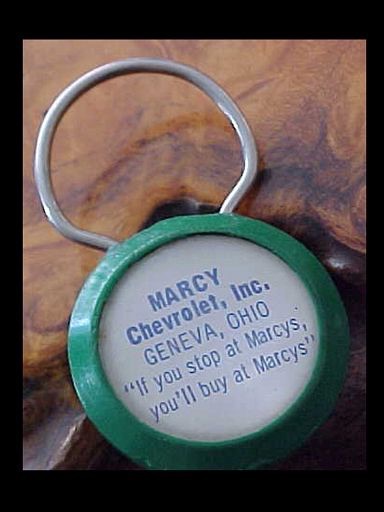 MARCY
Chevrolet, Inc.
GENEVA, OHIO
"If you stop at Marcys,
you'll buy at Marcys"